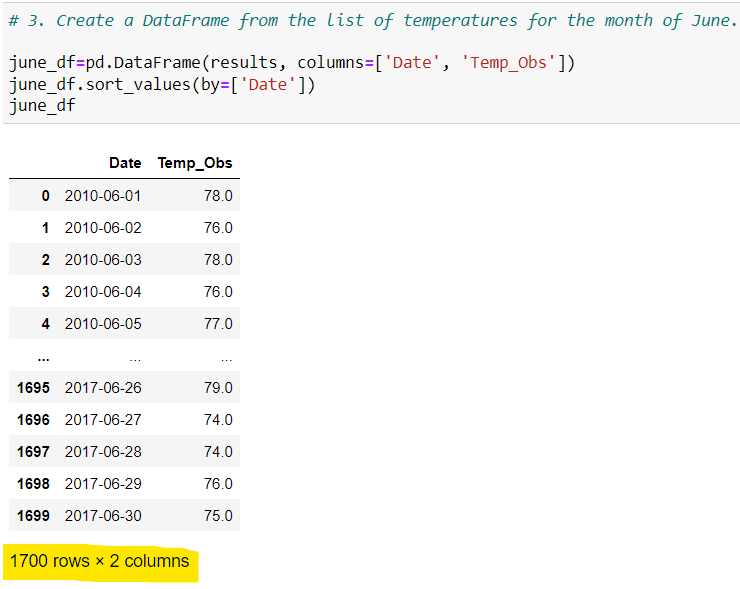 # 3. Create a DataFrame from the list of temperatures for the month of June.
june_df=pd.DataFrame(results, columns=['Date', 'Temp_Obs'])
june_df.sort_values(by=['Date'])
june_df
Date Temp_Obs
0 2010-06-01 78.0
1 2010-06-02 76.0
2 2010-06-03 78.0
3 2010-06-04 76.0
4 2010-06-05 77.0
... ... ...
1695 2017-06-26 79.0
1696 2017-06-27 74.0
1697 2017-06-28 74.0
1698 2017-06-29 76.0
1699 2017-06-30 75.0
1700 rows × 2 columns